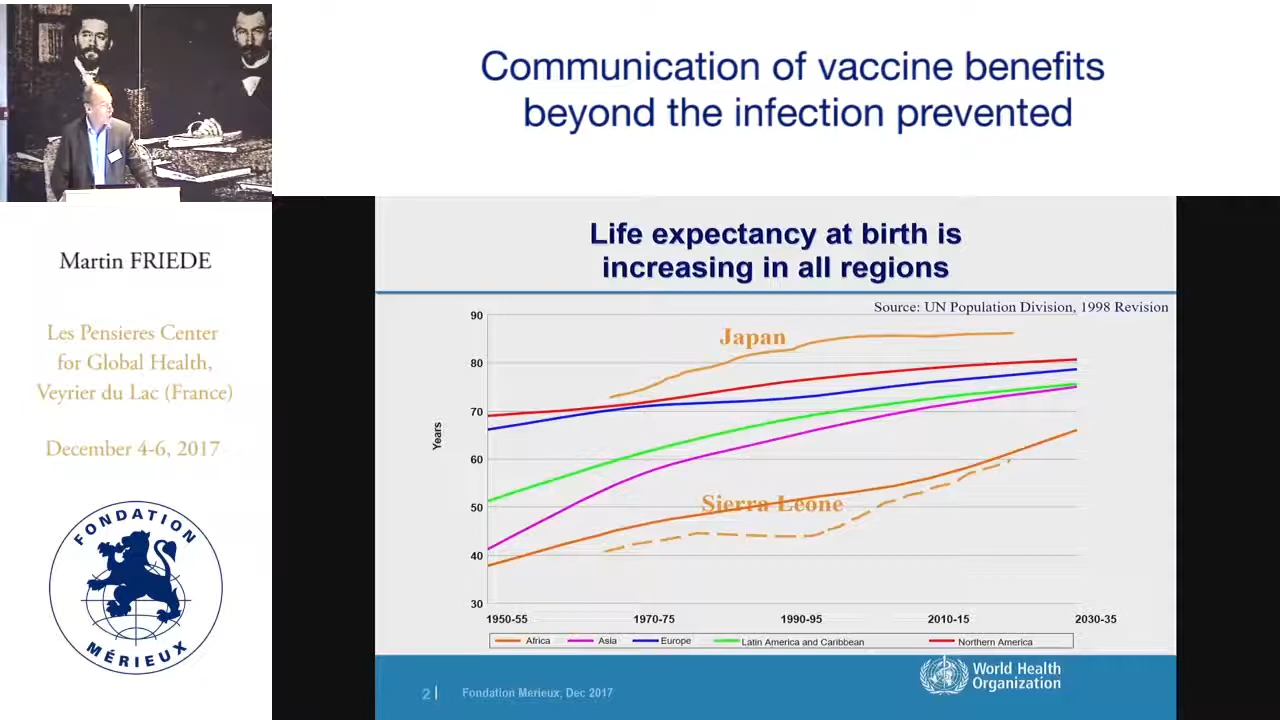 Communication of vaccine benefits
beyond the infection prevented
Martin FRIEDE
Les Pensieres Center
for Global Health,
Veyrier du Lac (France)
December 4-6, 2017
FONDATION
MÉRIEUX
Life expectancy at birth is
increasing in all regions
Source: UN Population Division, 1998 Revision
90
80
70
60
50
40
30
Years
Japan
Sierra Leone
1950-55 1970-75 1990-95 2010-15 2030-35
Africa Asia Europe Latin America and Caribbean Northern America
2 Fondation Merieux, Dec 2017
World Health
Organization